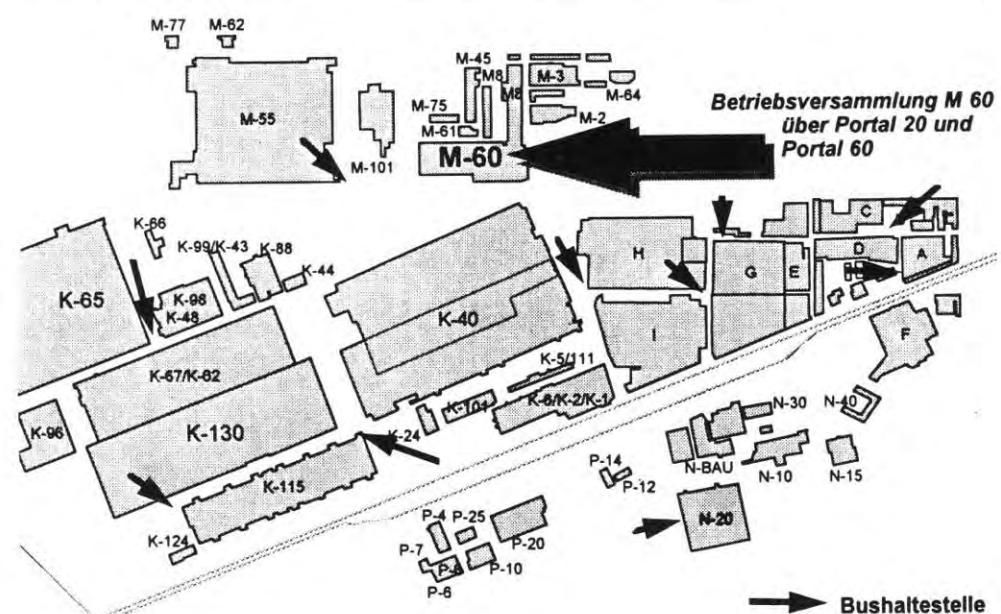 M-77
M-62
M-45
M8
M8
M-3
M-64
M-75
M-2
M-55
M-61
M-60
M-101
Betriebsversammlung M 60
über Portal 20 und
Portal 60
K-66
K-99/K-43
K-88
K-44
K-65
K-98
K-48
K-40
H
G
E
C
D
A
I
F
K-67/K-62
K-5/111
K-101
K-6/K-2/K-1
K-96
K-130
K-24
K-115
K-124
N-30
N-40
N-BAU
N-10
N-15
P-14
P-12
N-20
P-4
P-25
P-20
P-7
P-10
P-6
Bushaltestelle